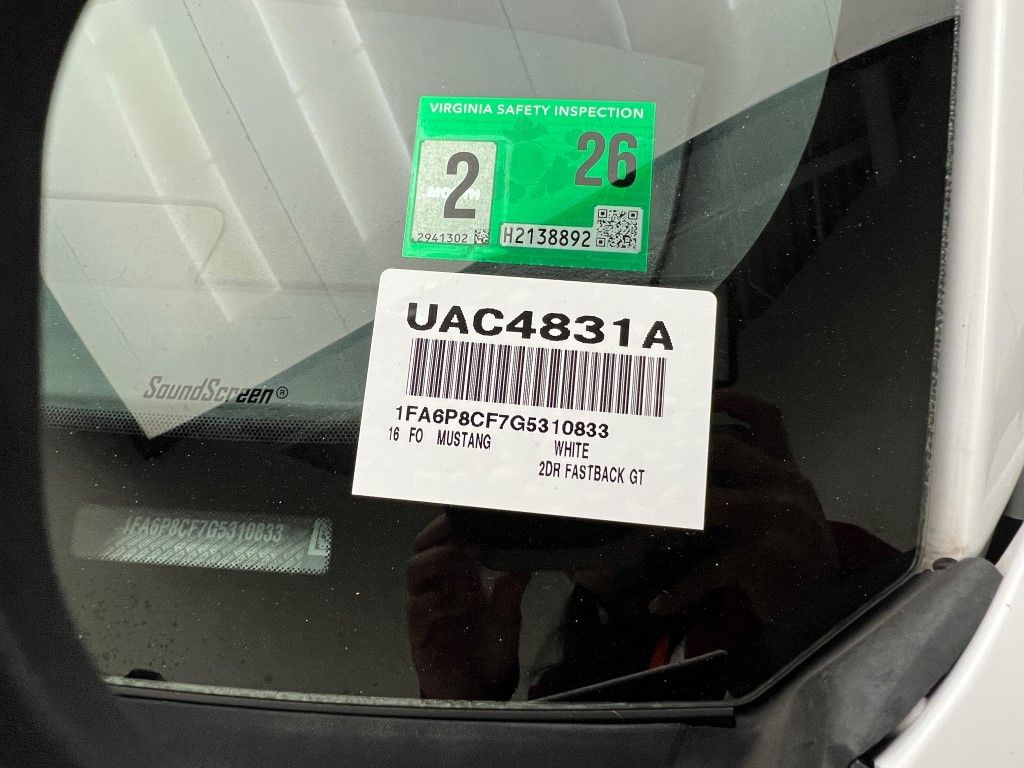 VIRGINIA SAFETY INSPECTION
2 26
2941302 H2138892
UAC4831A
SoundScreen®
1FA6P8CF7G5310833
16 FO MUSTANG WHITE
2DR FASTBACK GT
1FA6P8CF7G5310833